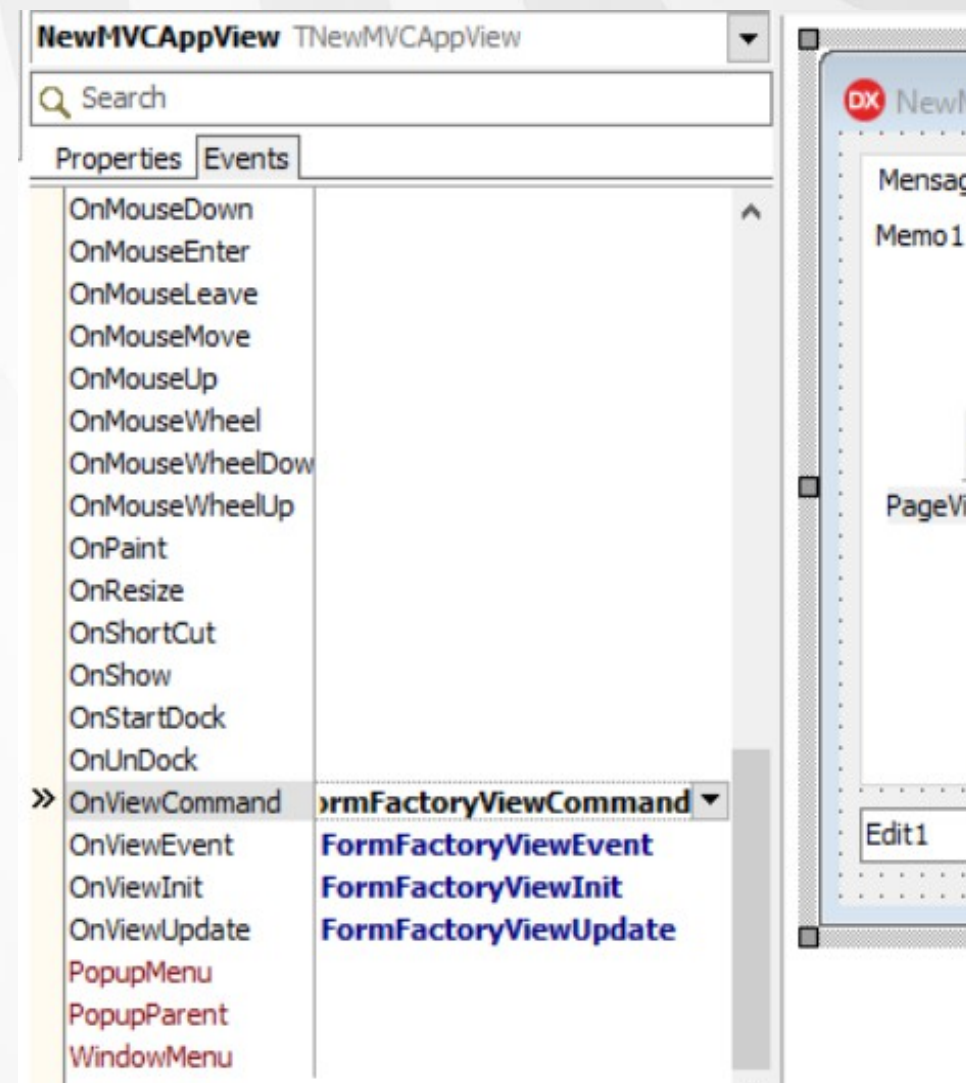 NewMVCAppView TNewMVCAppView
Search
Properties Events
OnMouseDown
OnMouseEnter
OnMouseLeave
OnMouseMove
OnMouseUp
OnMouseWheel
OnMouseWheelDow
OnMouseWheelUp
OnPaint
OnResize
OnShortCut
OnShow
OnStartDock
OnUnDock
OnViewCommand ormFactoryViewCommand
OnViewEvent FormFactoryViewEvent
OnViewInit FormFactoryViewInit
OnViewUpdate FormFactoryViewUpdate
PopupMenu
PopupParent
WindowMenu
DX NewM
Mensag
Memo1
PageVi
Edit1